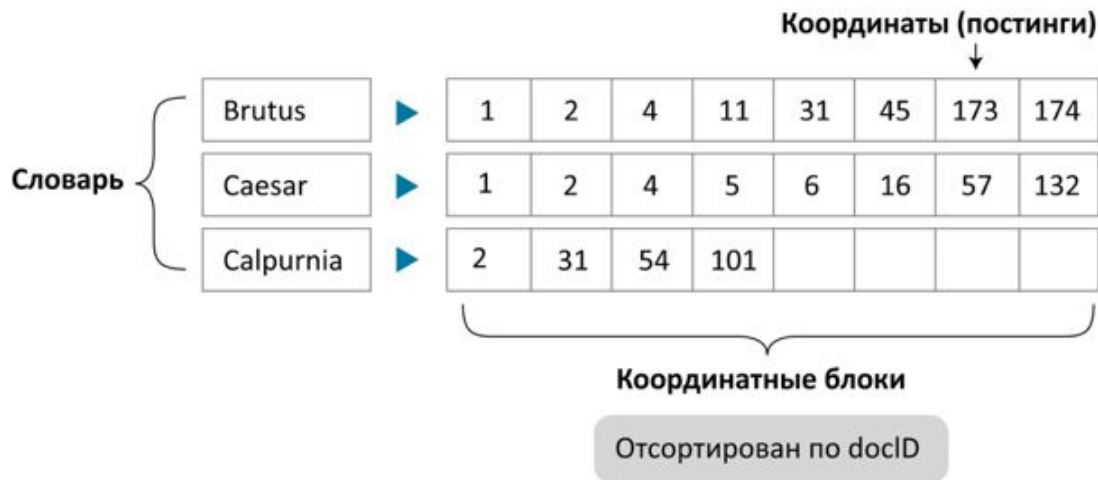 Координаты (постинги)
Словарь
Brutus 1 2 4 11 31 45 173 174
Caesar 1 2 4 5 6 16 57 132
Calpurnia 2 31 54 101
Координатные блоки
Отсортирован по docID